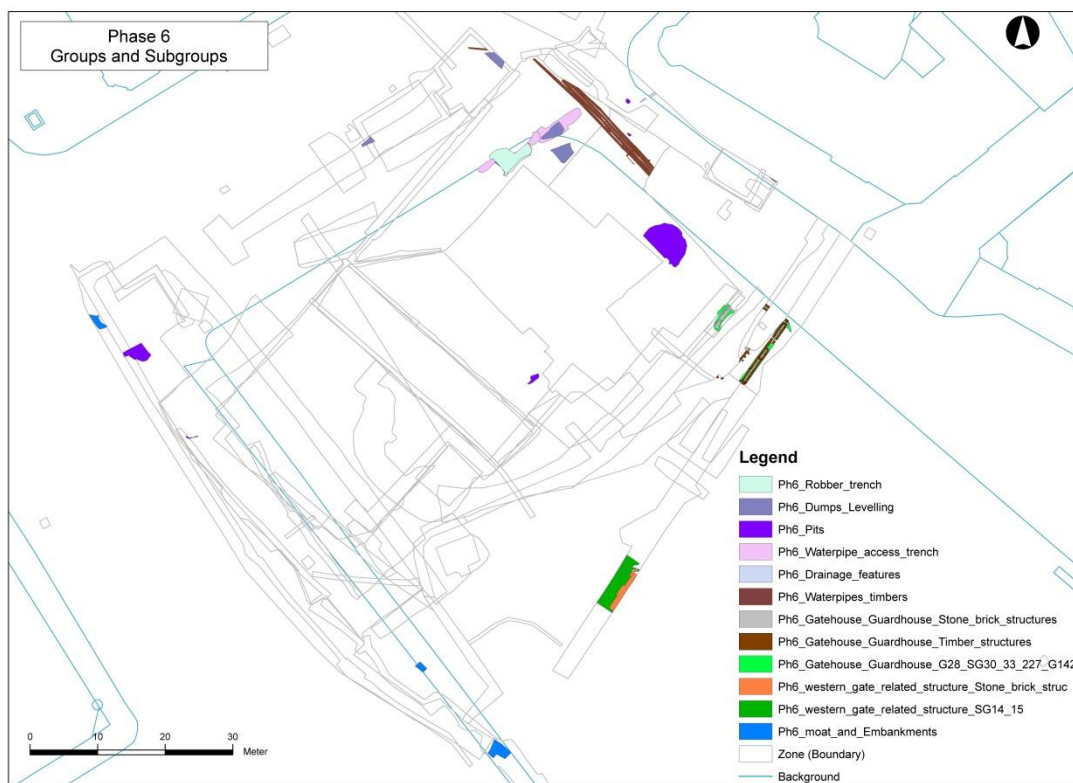 Phase 6
Groups and Subgroups
Legend
Ph6_Robber_trench
Ph6_Dumps_Levelling
Ph6_Pits
Ph6_Waterpipe_access_trench
Ph6_Drainage_features
Ph6_Waterpipes_timbers
Ph6_Gatehouse_Guardhouse_Stone_brick_structures
Ph6_Gatehouse_Guardhouse_Timber_structures
Ph6_Gatehouse_Guardhouse_G28_SG30_33_227_G142
Ph6_western_gate_related_structure_Stone_brick_struc
Ph6_western_gate_related_structure_SG14_15
Ph6_moat_and_Embankments
Zone (Boundary)
Background
0 10 20 30
Meter